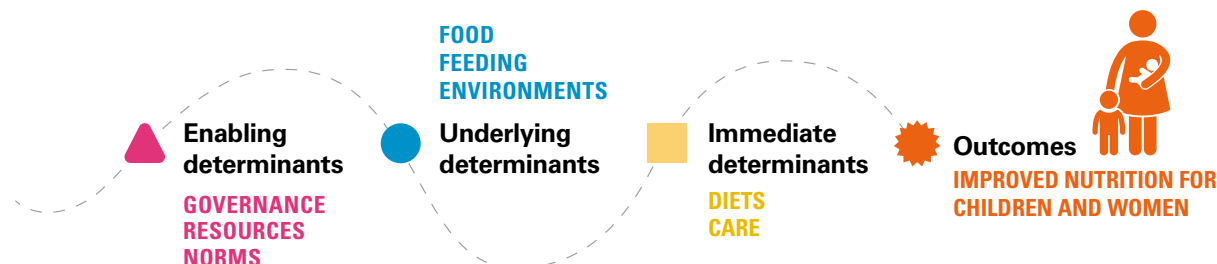 Enabling
determinants
GOVERNANCE
RESOURCES
NORMS
FOOD
FEEDING
ENVIRONMENTS
Underlying
determinants
Immediate
determinants
DIETS
CARE
Outcomes
IMPROVED NUTRITION FOR
CHILDREN AND WOMEN